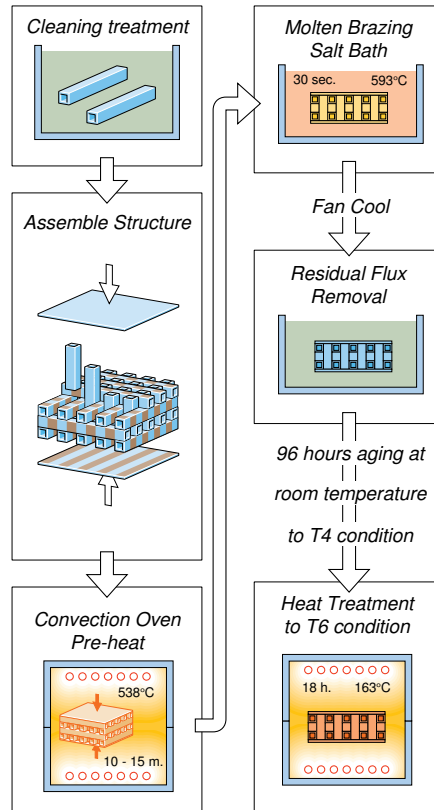 Cleaning treatment
Assemble Structure
Convection Oven
Pre-heat
538°C
10 - 15 m.
Molten Brazing
Salt Bath
30 sec. 593°C
Fan Cool
Residual Flux
Removal
96 hours aging at
room temperature
to T4 condition
Heat Treatment
to T6 condition
18 h. 163°C